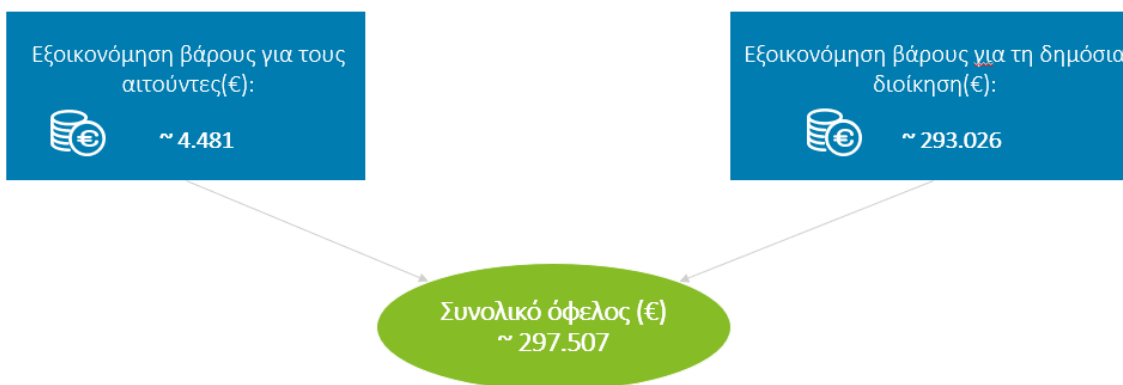 Εξοικονόμηση βάρους για τους
αιτούντες(€):
~ 4.481
Εξοικονόμηση βάρους για τη δημόσια
διοίκηση(€):
~ 293.026
Συνολικό όφελος (€)
~ 297.507